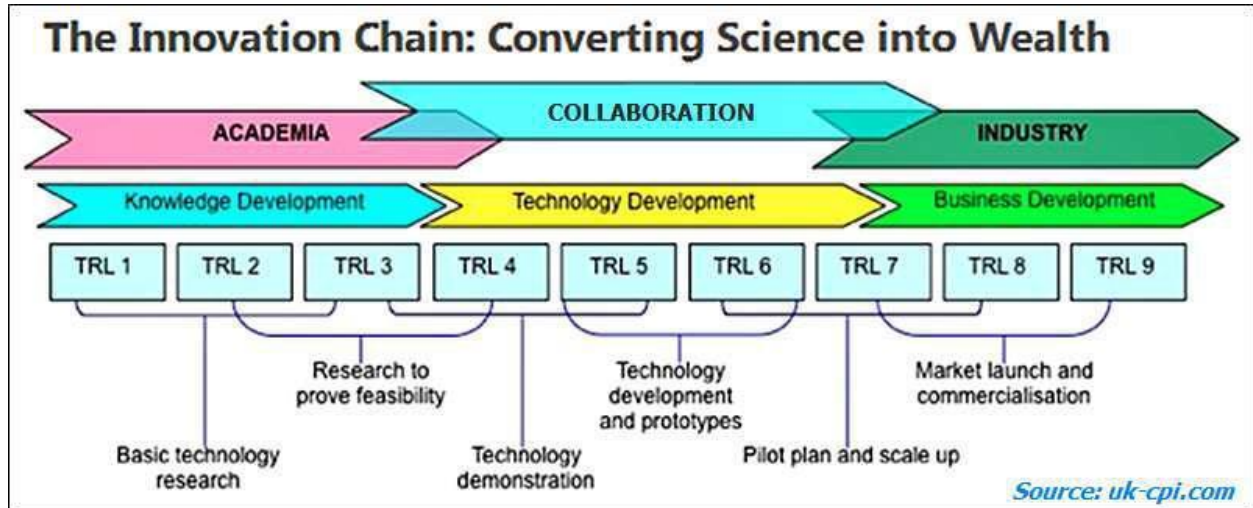 The Innovation Chain: Converting Science into Wealth
COLLABORATION
ACADEMIA
INDUSTRY
Knowledge Development
Technology Development
Business Development
TRL 1
TRL 2
TRL 3
TRL 4
TRL 5
TRL 6
TRL 7
TRL 8
TRL 9
Research to
prove feasibility
Technology
development
and prototypes
Market launch and
commercialisation
Basic technology
research
Technology
demonstration
Pilot plan and scale up
Source: uk-cpi.com